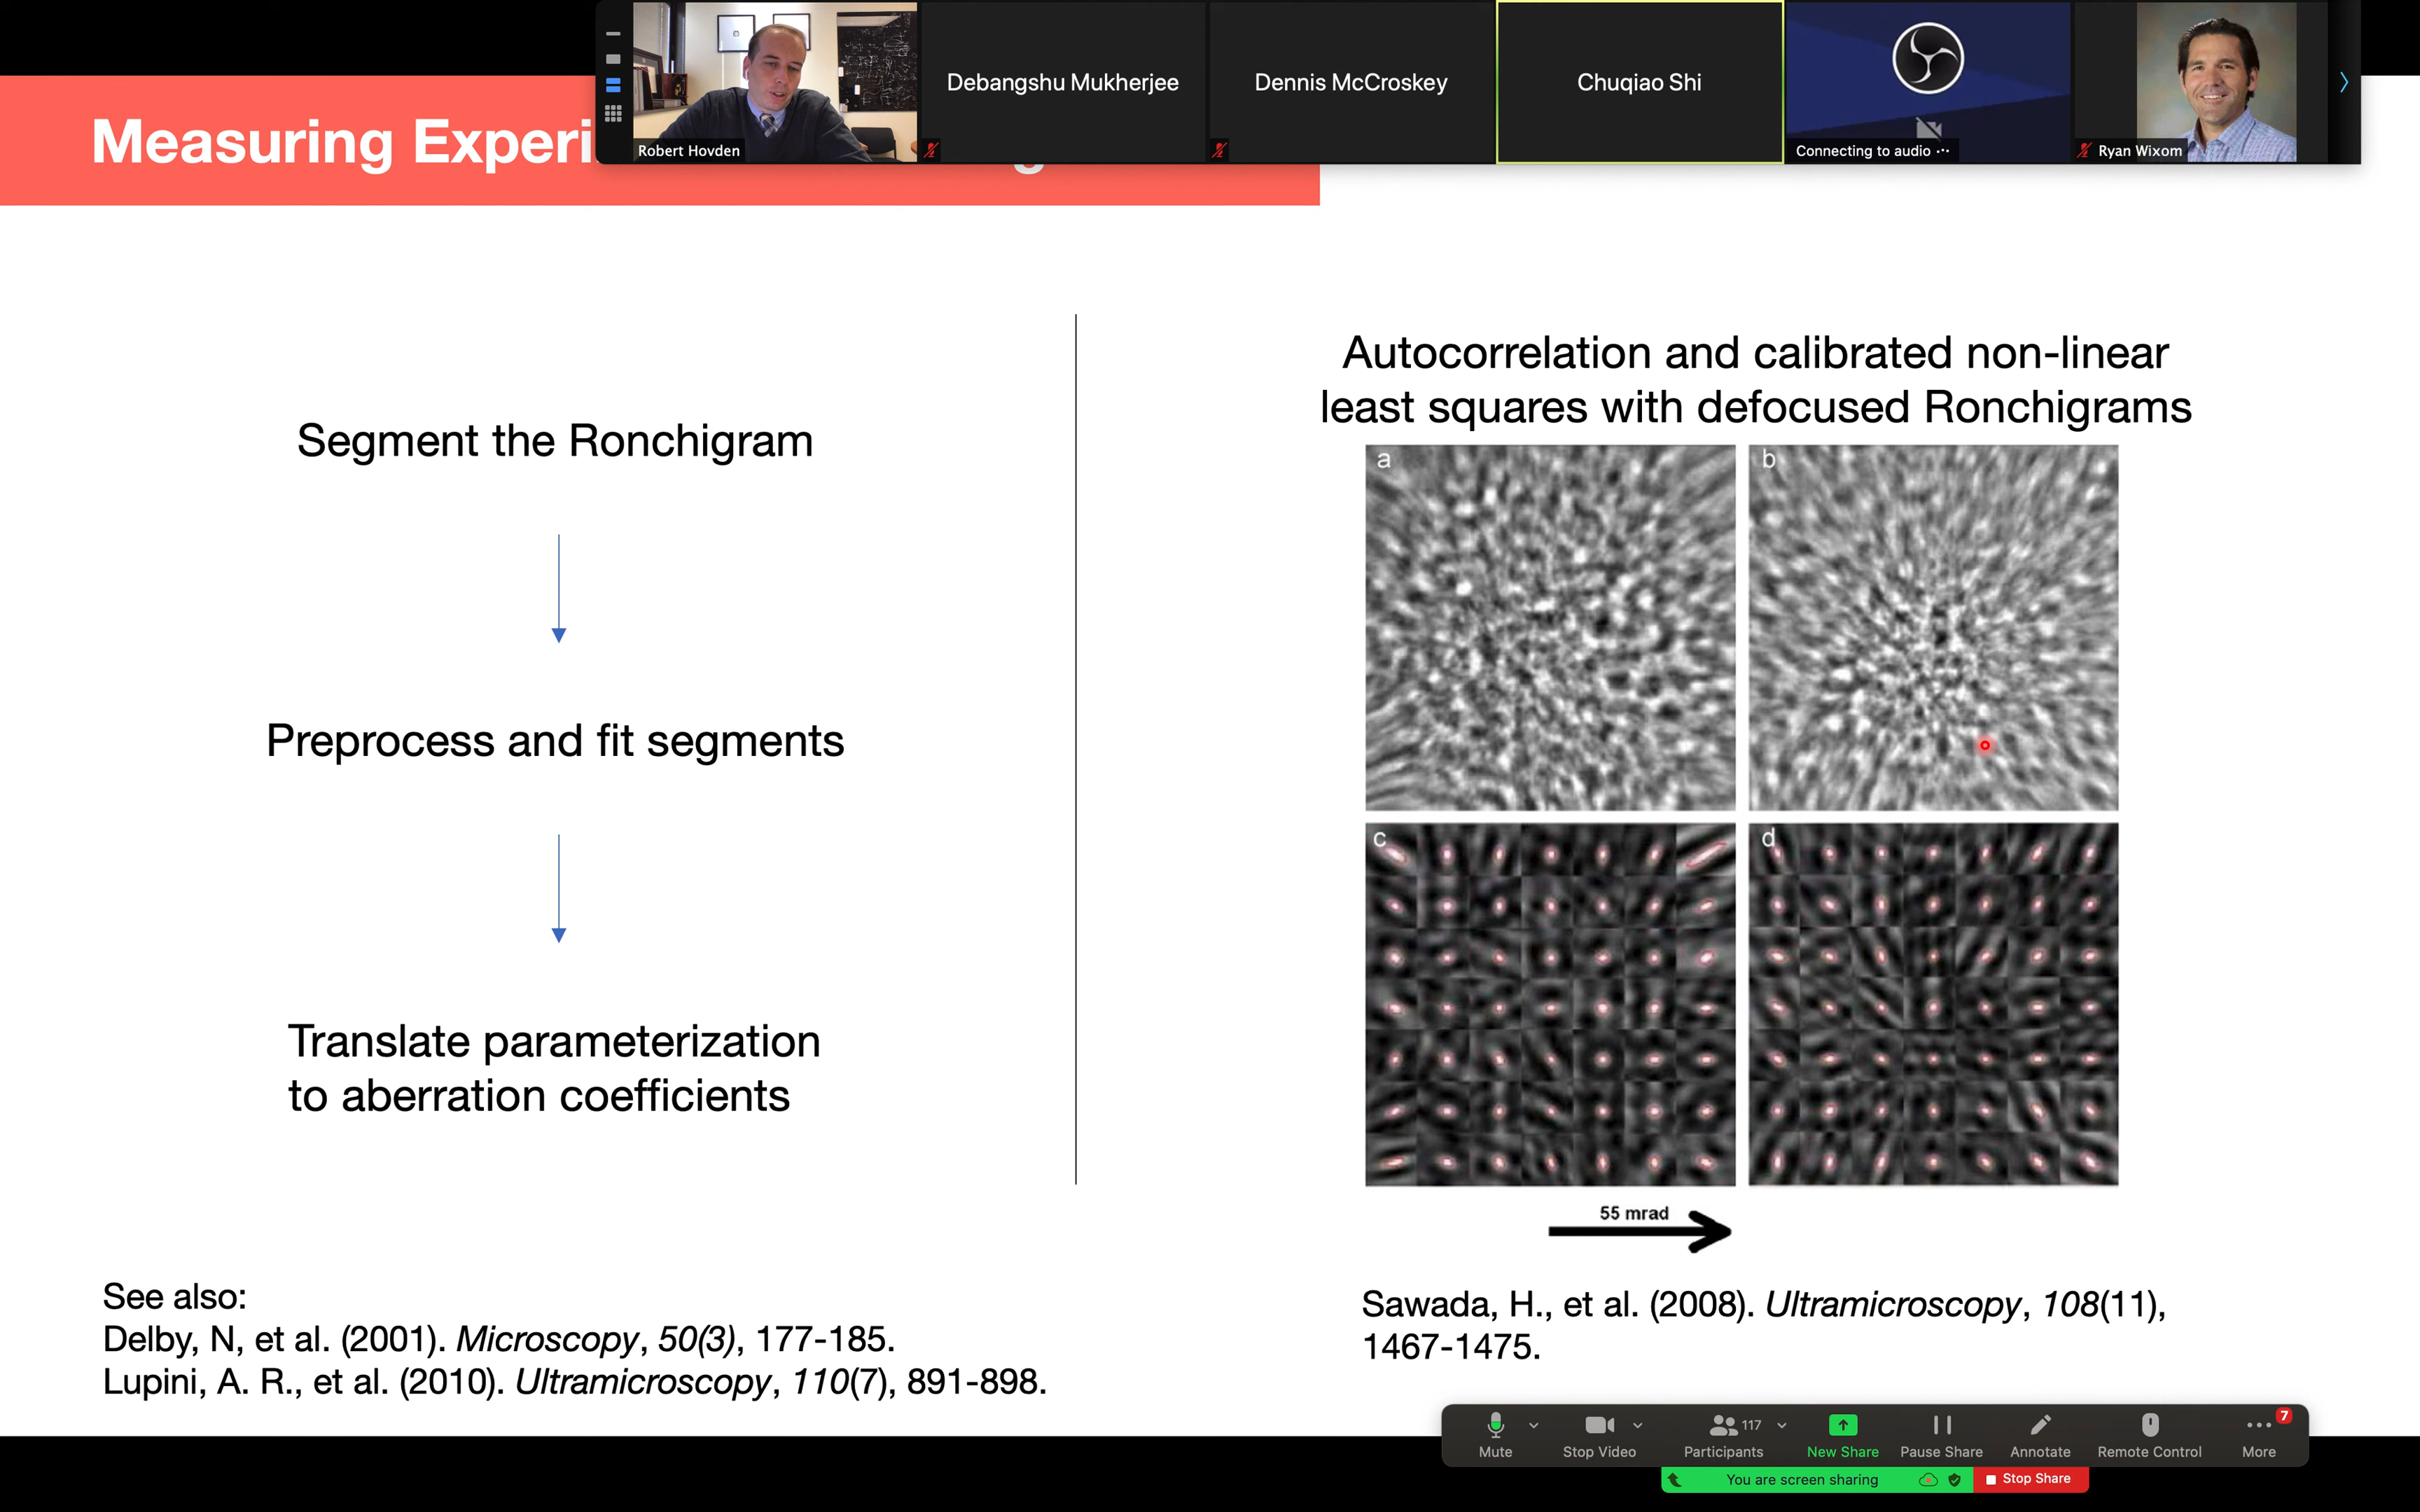 Robert Hovden
Debangshu Mukherjee
Dennis McCroskey
Chuqiao Shi
Connecting to audio ···
Ryan Wixom
Measuring Experi
Segment the Ronchigram
Preprocess and fit segments
Translate parameterization
to aberration coefficients
See also:
Delby, N, et al. (2001). Microscopy, 50(3), 177-185.
Lupini, A. R., et al. (2010). Ultramicroscopy, 110(7), 891-898.
Autocorrelation and calibrated non-linear
least squares with defocused Ronchigrams
a
b
c
d
55 mrad
Sawada, H., et al. (2008). Ultramicroscopy, 108(11),
1467-1475.
117
7
Mute
Stop Video
Participants
New Share
Pause Share
Annotate
Remote Control
More
You are screen sharing
Stop Share